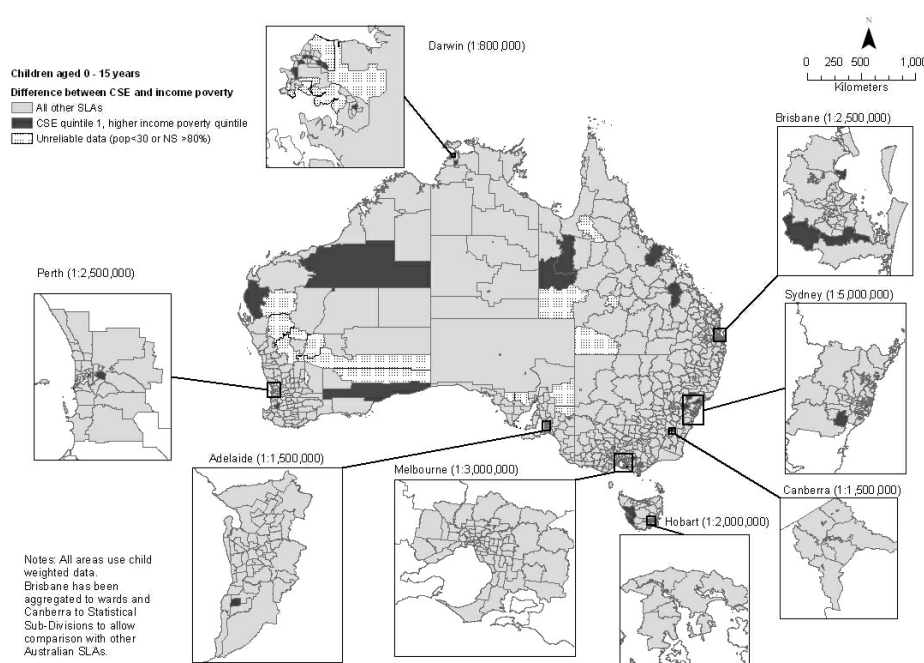 Darwin (1:800,000)
N
0 250 500 1,000
Kilometers
Children aged 0 - 15 years
Difference between CSE and income poverty
All other SLAs
CSE quintile 1, higher income poverty quintile
Unreliable data (pop<30 or NS >80%)
Brisbane (1:2,500,000)
Perth (1:2,500,000)
Sydney (1:5,000,000)
Adelaide (1:1,500,000)
Melbourne (1:3,000,000)
Canberra (1:1,500,000)
Hobart (1:2,000,000)
Notes: All areas use child
weighted data.
Brisbane has been
aggregated to wards and
Canberra to Statistical
Sub-Divisions to allow
comparison with other
Australian SLAs.